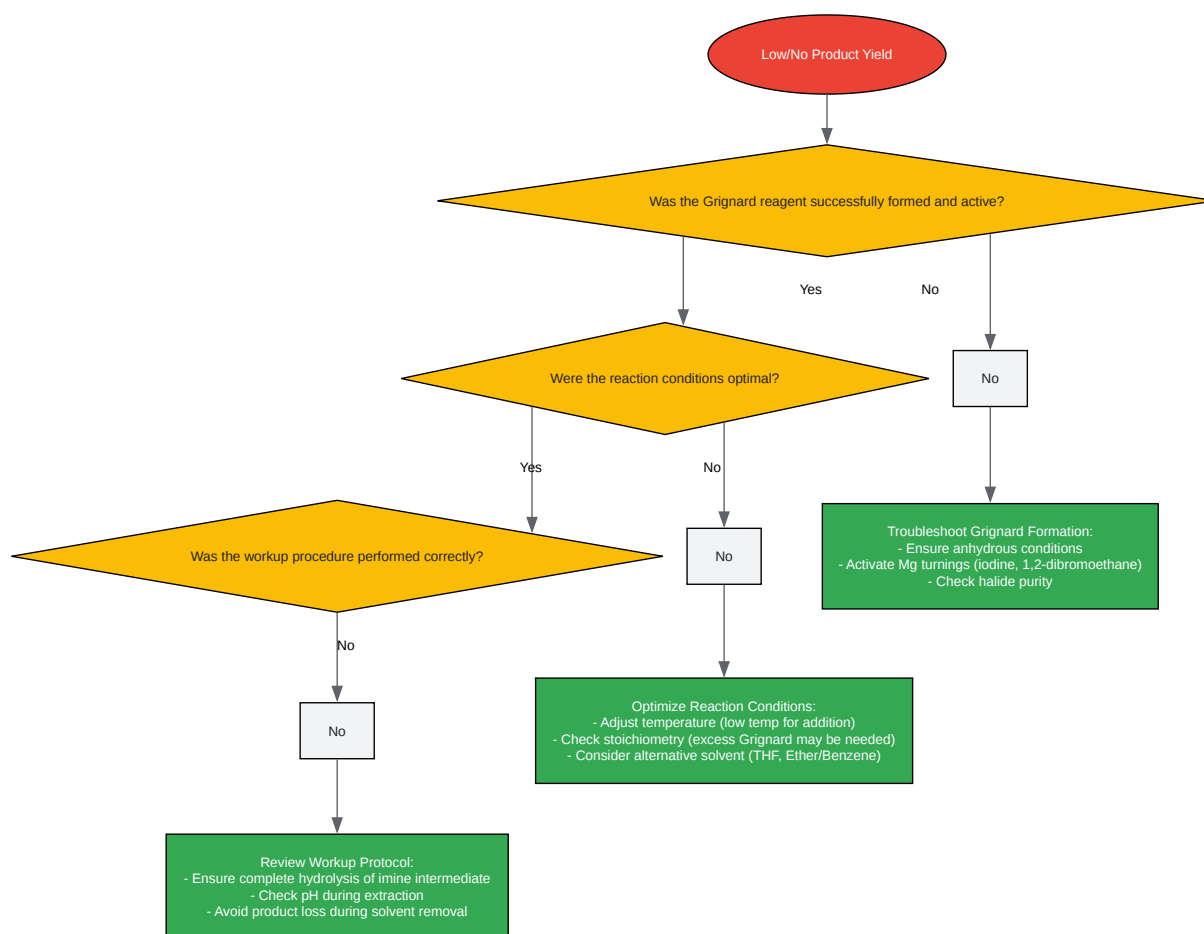 Low/No Product Yield
Was the Grignard reagent successfully formed and active?
Yes
No
Were the reaction conditions optimal?
No
Yes
No
Troubleshoot Grignard Formation:
- Ensure anhydrous conditions
- Activate Mg turnings (iodine, 1,2-dibromoethane)
- Check halide purity
Was the workup procedure performed correctly?
No
No
Optimize Reaction Conditions:
- Adjust temperature (low temp for addition)
- Check stoichiometry (excess Grignard may be needed)
- Consider alternative solvent (THF, Ether/Benzene)
No
Review Workup Protocol:
- Ensure complete hydrolysis of imine intermediate
- Check pH during extraction
- Avoid product loss during solvent removal